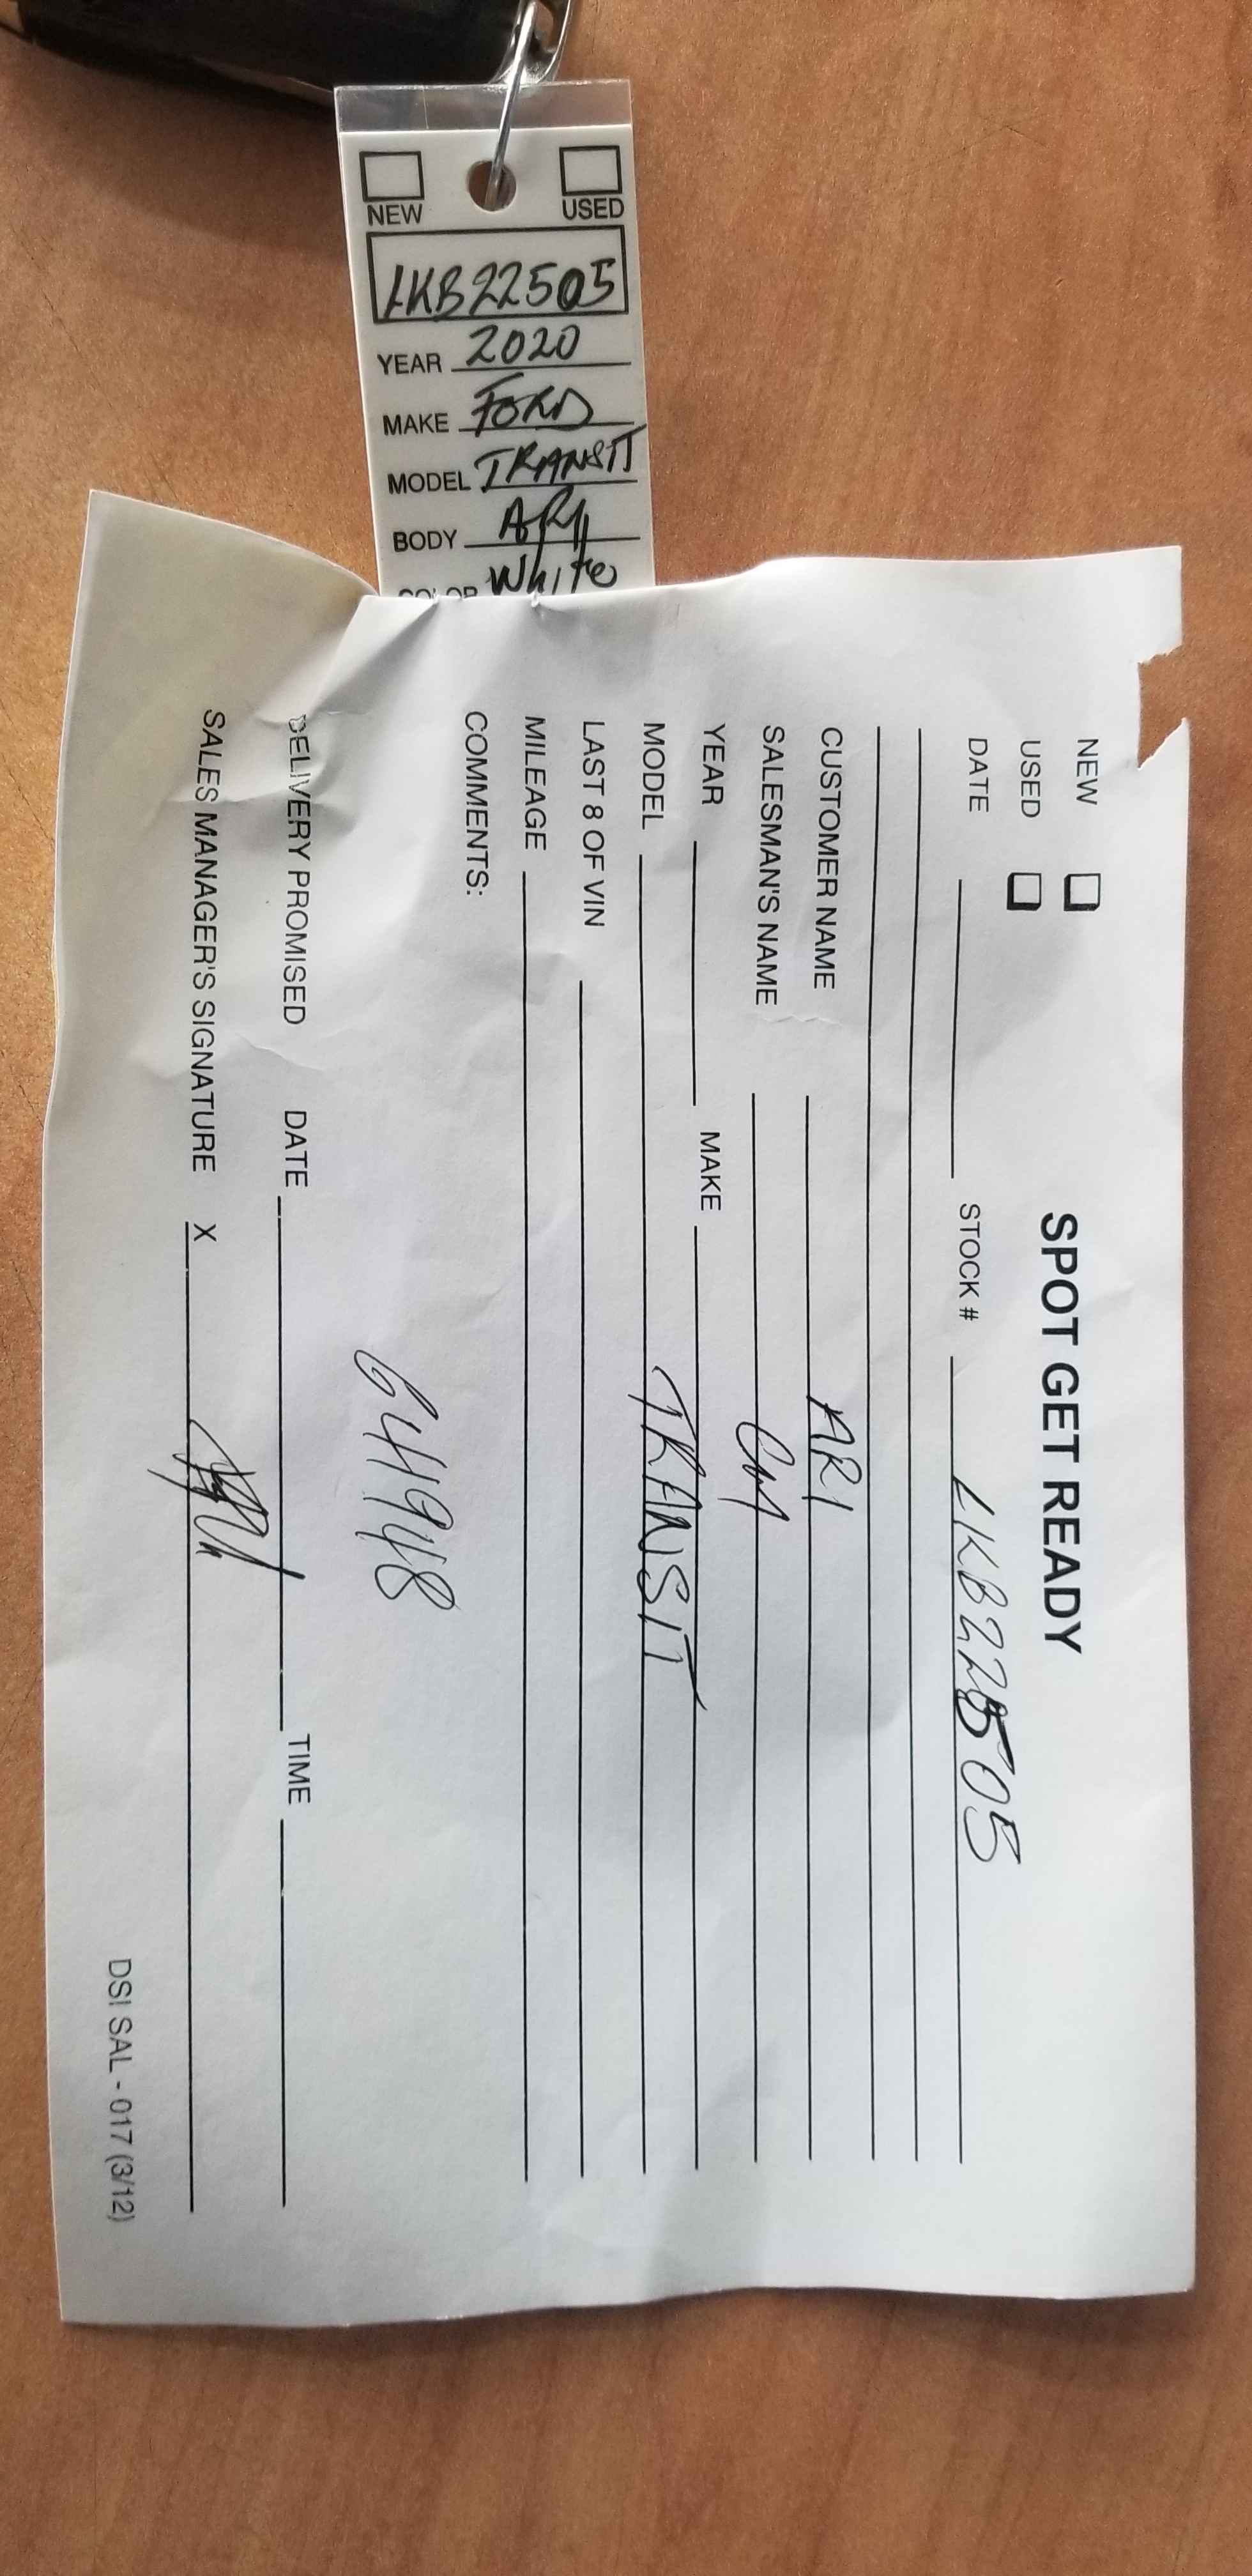 NEW USED
LKB22505
YEAR 2020
MAKE FORD
MODEL TRANSIT
BODY ARI
COLOR White
SPOT GET READY
NEW
USED
DATE STOCK # LKB22505
CUSTOMER NAME ARI
SALESMAN'S NAME
YEAR MAKE
MODEL TRANSIT
LAST 8 OF VIN
MILEAGE
COMMENTS:
64948
DELIVERY PROMISED DATE TIME
SALES MANAGER'S SIGNATURE X
DSI SAL - 017 (3/12)